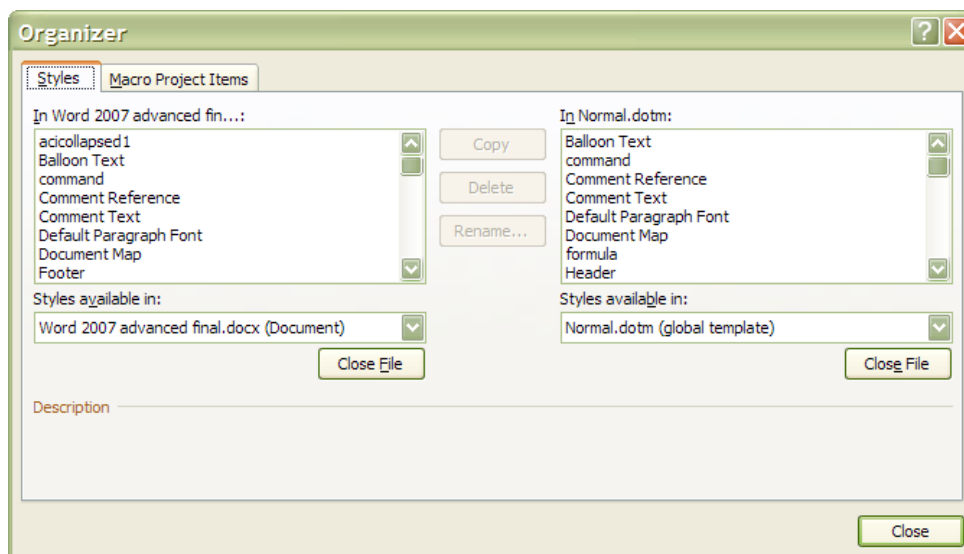 Organizer
Styles
Macro Project Items
In Word 2007 advanced fin...:
acicollapsed1
Balloon Text
command
Comment Reference
Comment Text
Default Paragraph Font
Document Map
Footer
Styles available in:
Word 2007 advanced final.docx (Document)
Close File
Copy
Delete
Rename...
In Normal.dotm:
Balloon Text
command
Comment Reference
Comment Text
Default Paragraph Font
Document Map
formula
Header
Styles available in:
Normal.dotm (global template)
Close File
Description
Close